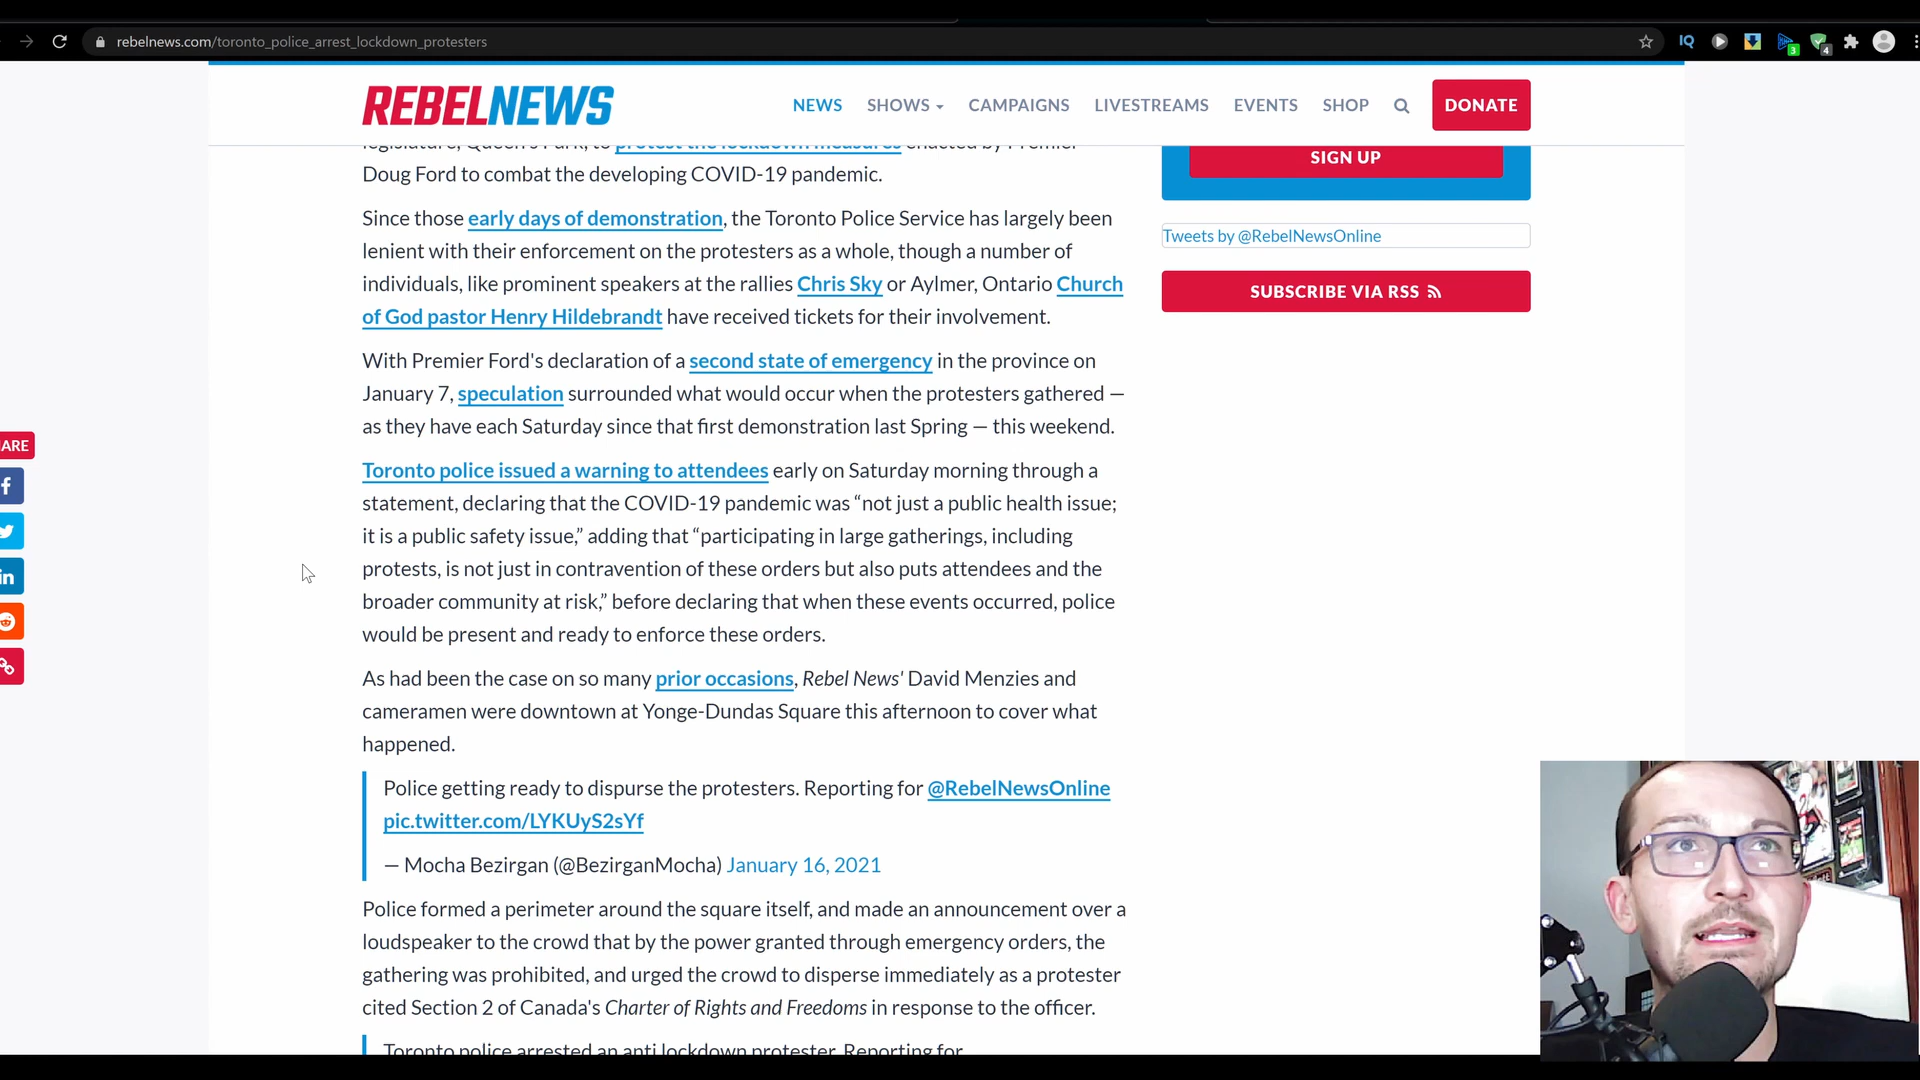 rebelnews.com/toronto_police_arrest_lockdown_protesters
IQ
3
4
REBELNEWS
NEWS
SHOWS
CAMPAIGNS
LIVESTREAMS
EVENTS
SHOP
DONATE
legislature, Queen's Park, to protest the lockdown measures enacted by Premier
Doug Ford to combat the developing COVID-19 pandemic.
Since those early days of demonstration, the Toronto Police Service has largely been
lenient with their enforcement on the protesters as a whole, though a number of
individuals, like prominent speakers at the rallies Chris Sky or Aylmer, Ontario Church
of God pastor Henry Hildebrandt have received tickets for their involvement.
With Premier Ford's declaration of a second state of emergency in the province on
January 7, speculation surrounded what would occur when the protesters gathered —
as they have each Saturday since that first demonstration last Spring — this weekend.
Toronto police issued a warning to attendees early on Saturday morning through a
statement, declaring that the COVID-19 pandemic was “not just a public health issue;
it is a public safety issue,” adding that “participating in large gatherings, including
protests, is not just in contravention of these orders but also puts attendees and the
broader community at risk,” before declaring that when these events occurred, police
would be present and ready to enforce these orders.
As had been the case on so many prior occasions, Rebel News' David Menzies and
cameramen were downtown at Yonge-Dundas Square this afternoon to cover what
happened.
Police getting ready to dispurse the protesters. Reporting for @RebelNewsOnline
pic.twitter.com/LYKUyS2sYf
— Mocha Bezirgan (@BezirganMocha) January 16, 2021
Police formed a perimeter around the square itself, and made an announcement over a
loudspeaker to the crowd that by the power granted through emergency orders, the
gathering was prohibited, and urged the crowd to disperse immediately as a protester
cited Section 2 of Canada's Charter of Rights and Freedoms in response to the officer.
Toronto police arrested an anti lockdown protester. Reporting for
SIGN UP
Tweets by @RebelNewsOnline
SUBSCRIBE VIA RSS
ARE